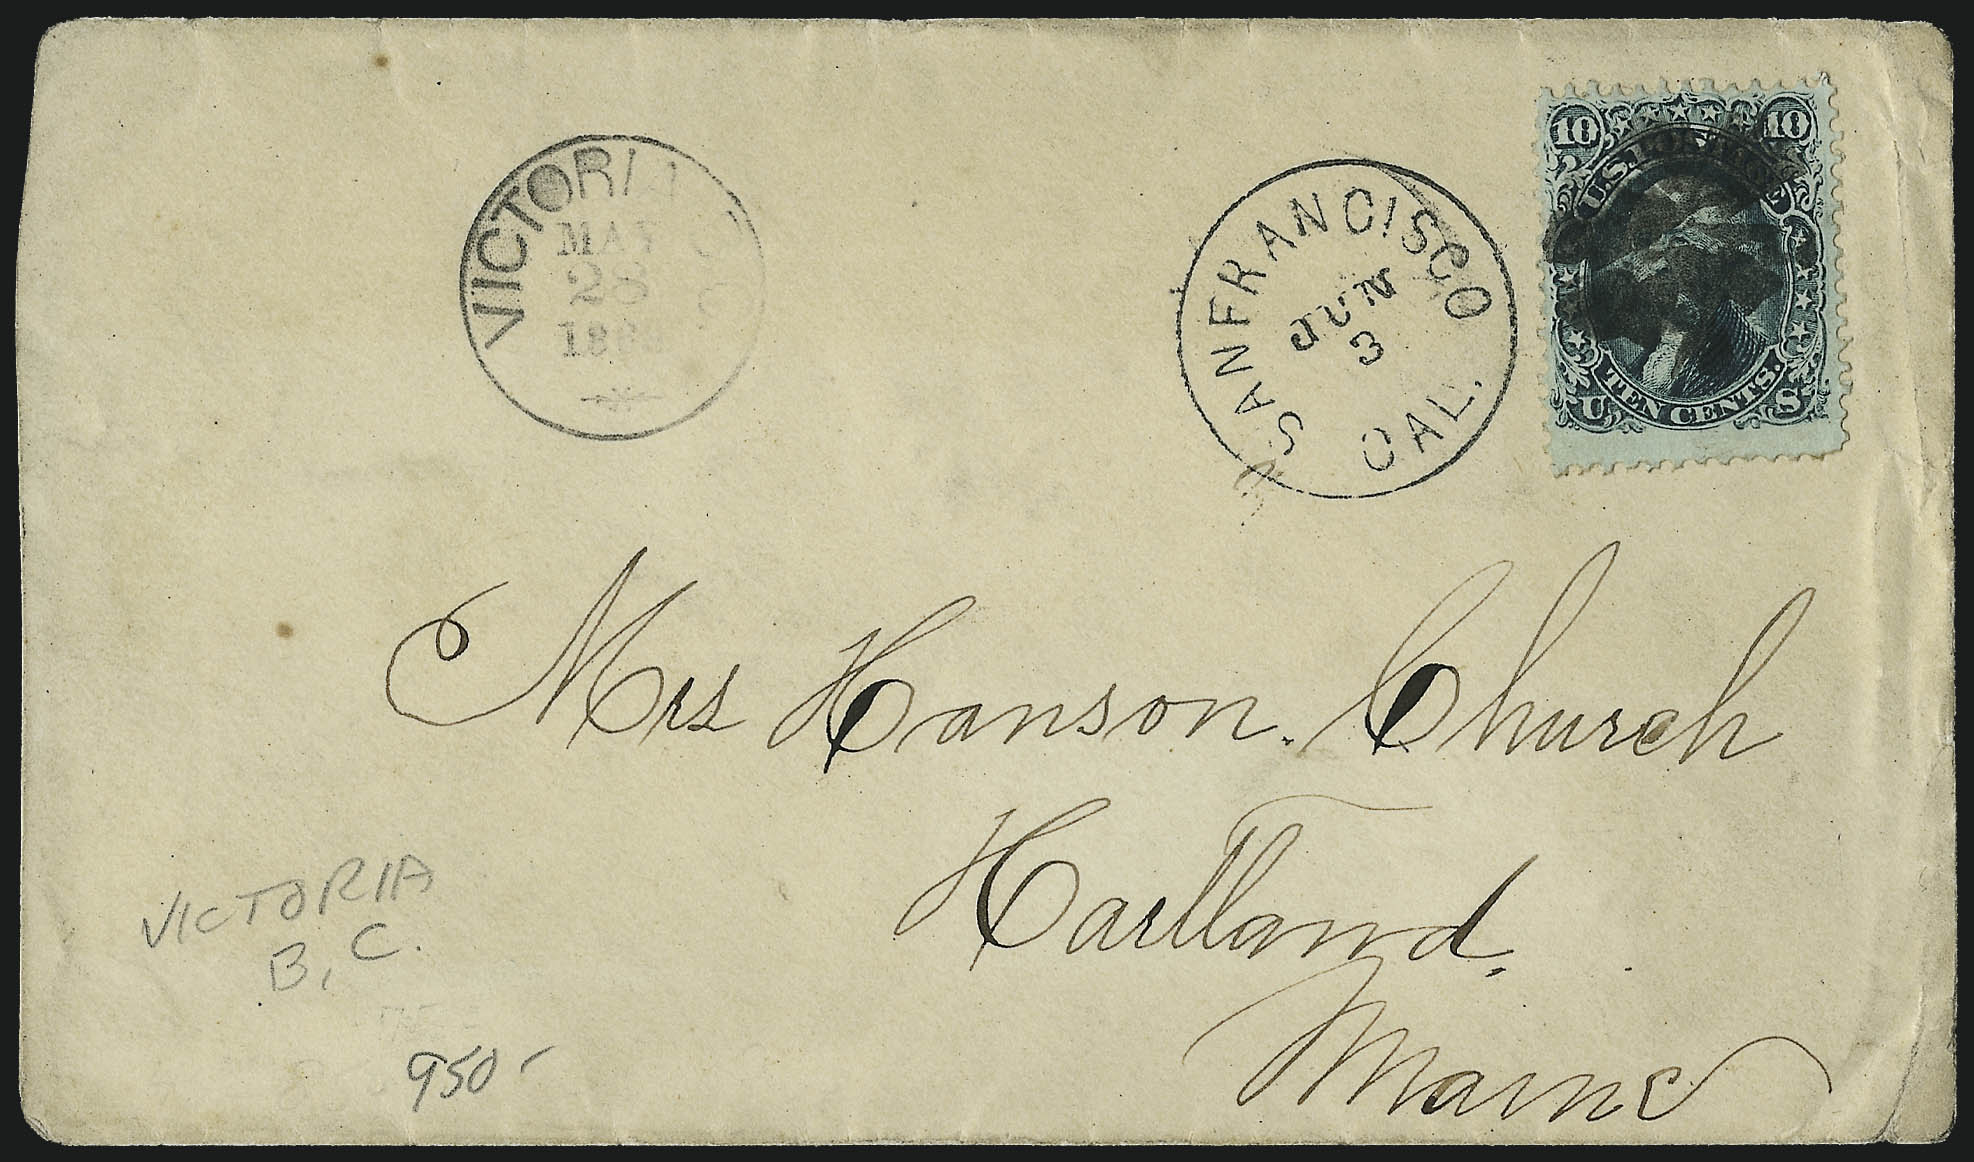 VICTORIA
MAY
28
SAN FRANCISCO
JUN
3
CAL.
10 10
U.S. POSTAGE
TEN CENTS.
U S
Mrs Hanson. Church
Hartland.
Maine
VICTORIA
B.C.
950-